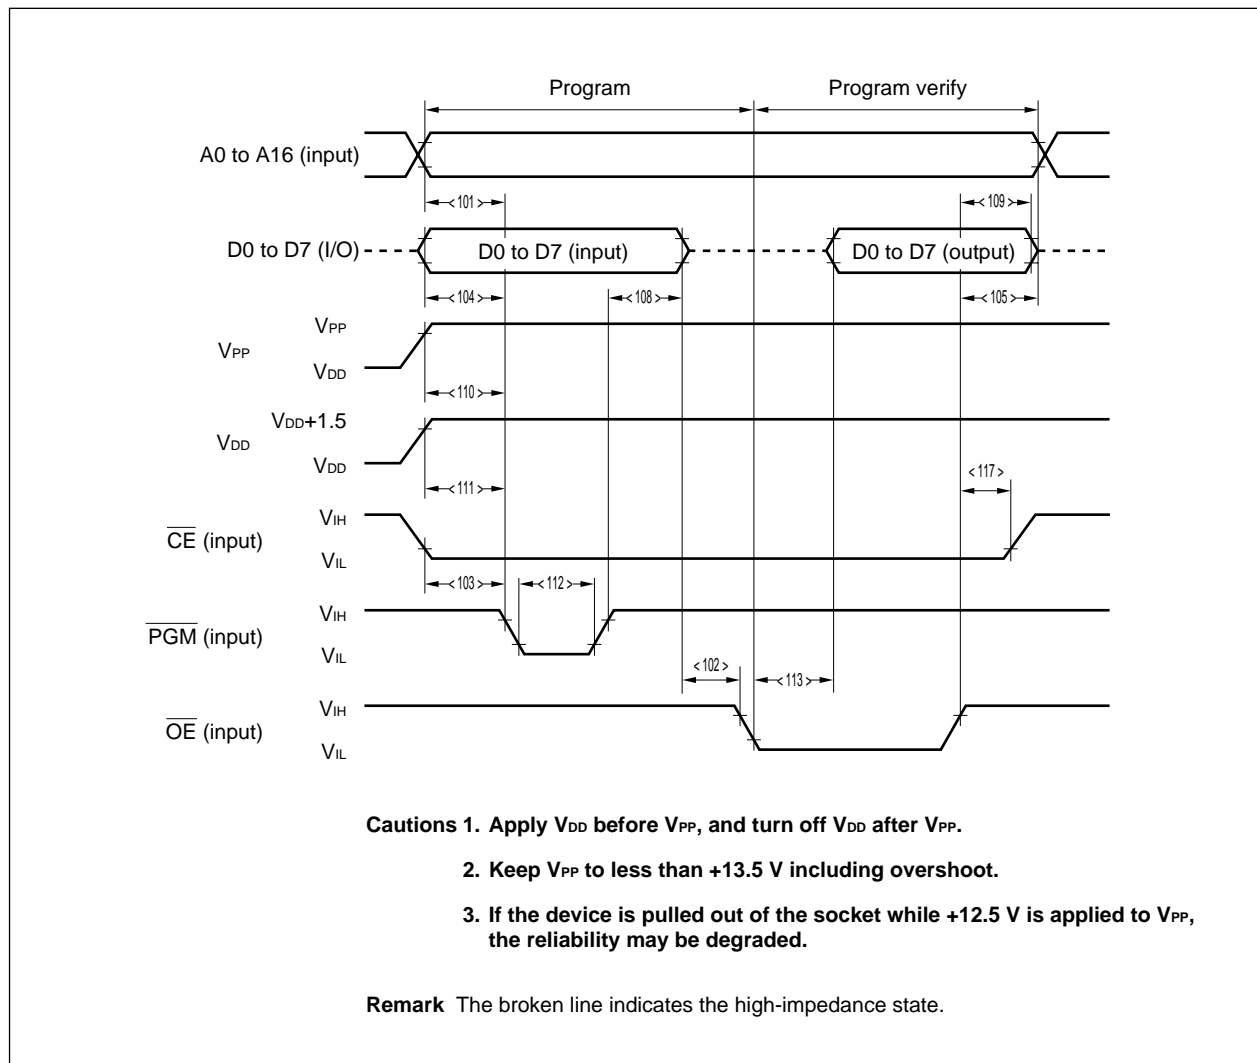 Program Program verify
A0 to A16 (input)
< 101 > < 109 >
D0 to D7 (I/O) D0 to D7 (input) D0 to D7 (output)
< 104 > < 108 > < 105 >
VPP
VPP
VDD
< 110 >
VDD+1.5
VDD
VDD
< 117 >
< 111 >
VIH
CE (input)
VIL
< 103 > < 112 >
VIH
PGM (input)
VIL
< 102 > < 113 >
VIH
OE (input)
VIL
Cautions 1. Apply VDD before VPP, and turn off VDD after VPP.
2. Keep VPP to less than +13.5 V including overshoot.
3. If the device is pulled out of the socket while +12.5 V is applied to VPP,
the reliability may be degraded.
Remark The broken line indicates the high-impedance state.